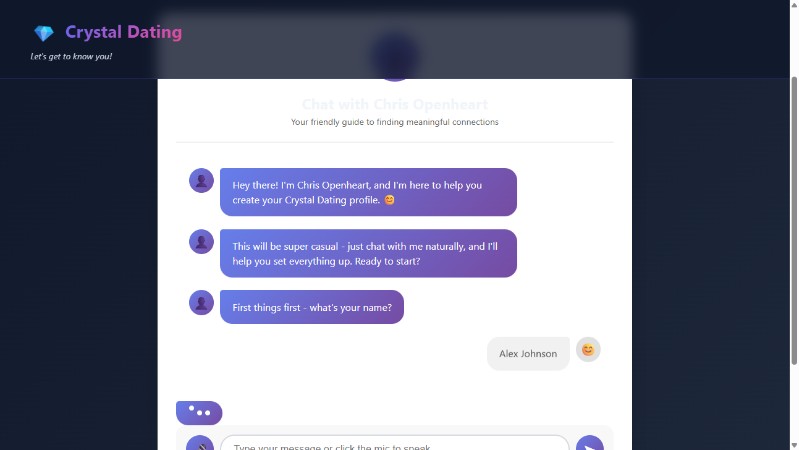 Crystal Dating
Let's get to know you!
Chat with Chris Openheart
Your friendly guide to finding meaningful connections
Hey there! I'm Chris Openheart, and I'm here to help you
create your Crystal Dating profile. 😊
This will be super casual - just chat with me naturally, and I'll
help you set everything up. Ready to start?
First things first - what's your name?
Alex Johnson
Type your message or click the mic to speak